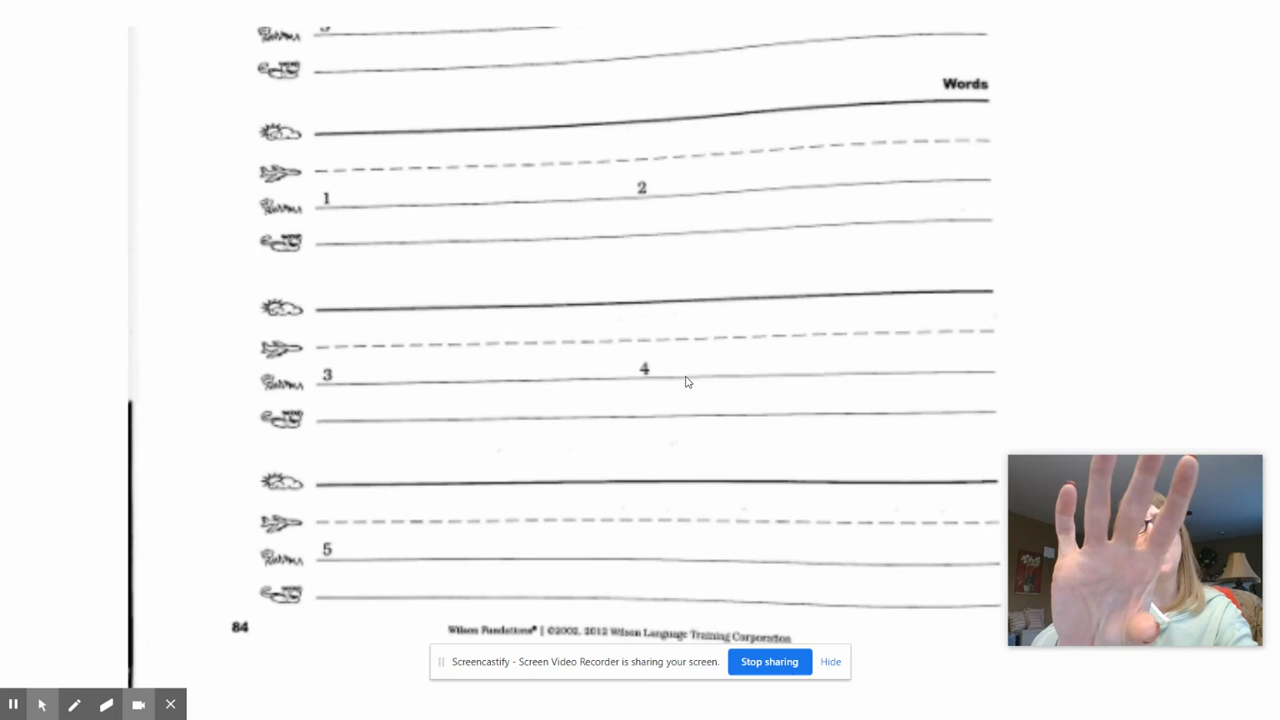 Words
1 2
3 4
5
84
Wilson Fundations® | ©2002, 2012 Wilson Language Training Corporation
Screencastify - Screen Video Recorder is sharing your screen. Stop sharing Hide